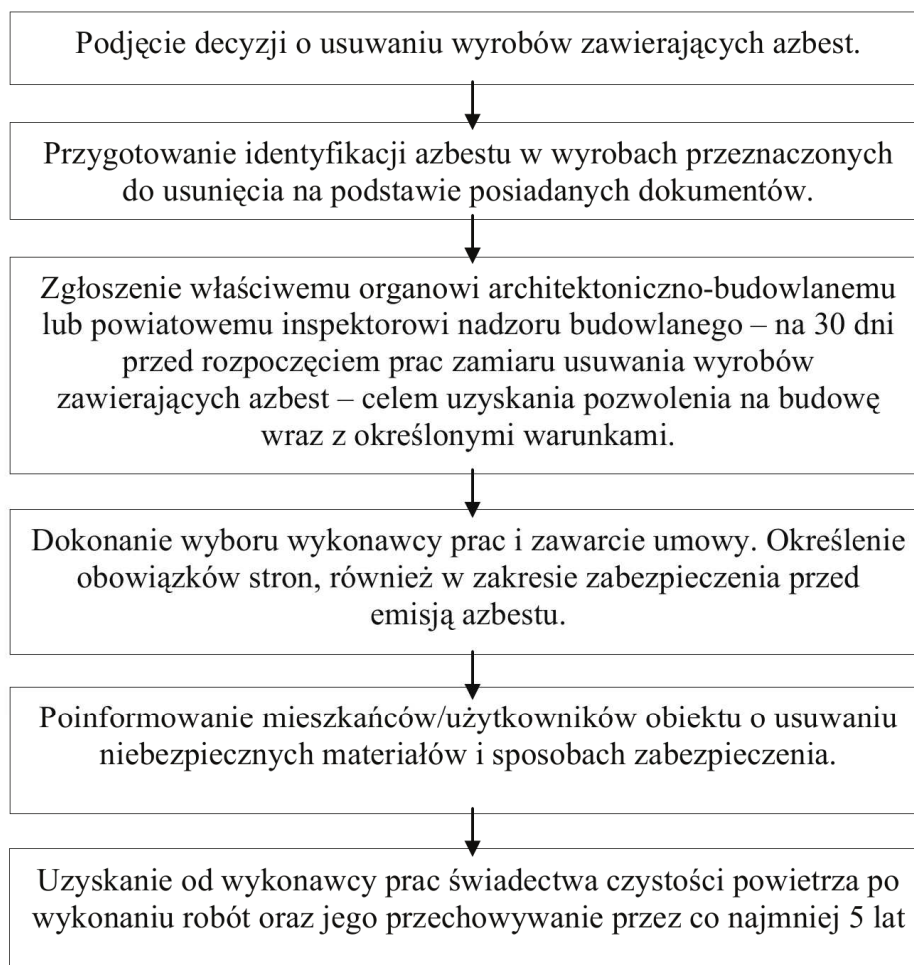 Podjęcie decyzji o usuwaniu wyrobów zawierających azbest.
Przygotowanie identyfikacji azbestu w wyrobach przeznaczonych
do usunięcia na podstawie posiadanych dokumentów.
Zgłoszenie właściwemu organowi architektoniczno-budowlanemu
lub powiatowemu inspektorowi nadzoru budowlanego – na 30 dni
przed rozpoczęciem prac zamiaru usuwania wyrobów
zawierających azbest – celem uzyskania pozwolenia na budowę
wraz z określonymi warunkami.
Dokonanie wyboru wykonawcy prac i zawarcie umowy. Określenie
obowiązków stron, również w zakresie zabezpieczenia przed
emisją azbestu.
Poinformowanie mieszkańców/użytkowników obiektu o usuwaniu
niebezpiecznych materiałów i sposobach zabezpieczenia.
Uzyskanie od wykonawcy prac świadectwa czystości powietrza po
wykonaniu robót oraz jego przechowywanie przez co najmniej 5 lat